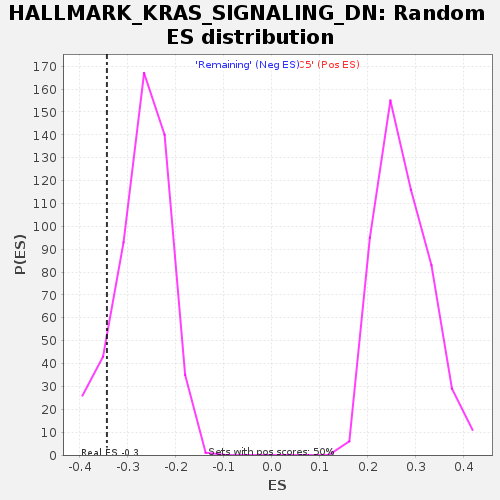 HALLMARK_KRAS_SIGNALING_DN: Random
ES distribution
'Remaining' (Neg ES)
C5' (Pos ES)
170
160
150
140
130
120
110
100
90
80
70
60
50
40
30
20
10
0
P(ES)
Real ES -0.3
Sets with pos scores: 50%
-0.4 -0.3 -0.2 -0.1 0.0 0.1 0.2 0.3 0.4
ES